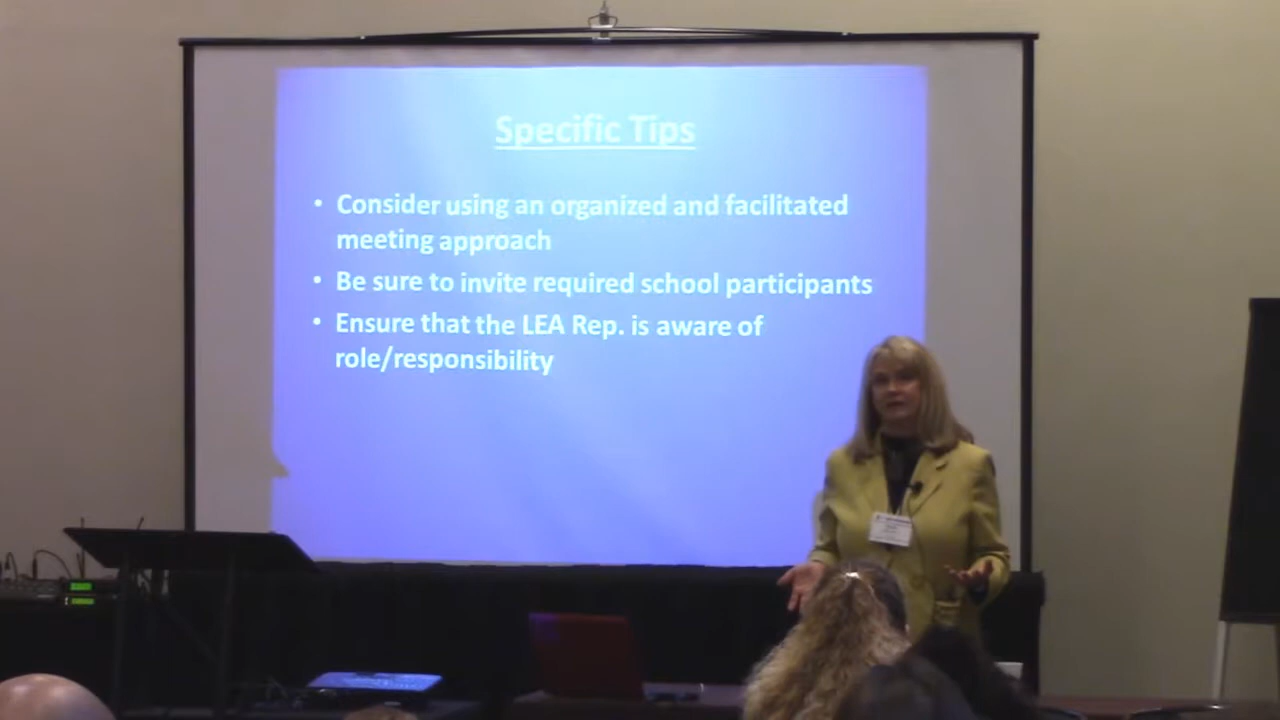 Specific Tips
• Consider using an organized and facilitated
meeting approach
• Be sure to invite required school participants
• Ensure that the LEA Rep. is aware of
role/responsibility